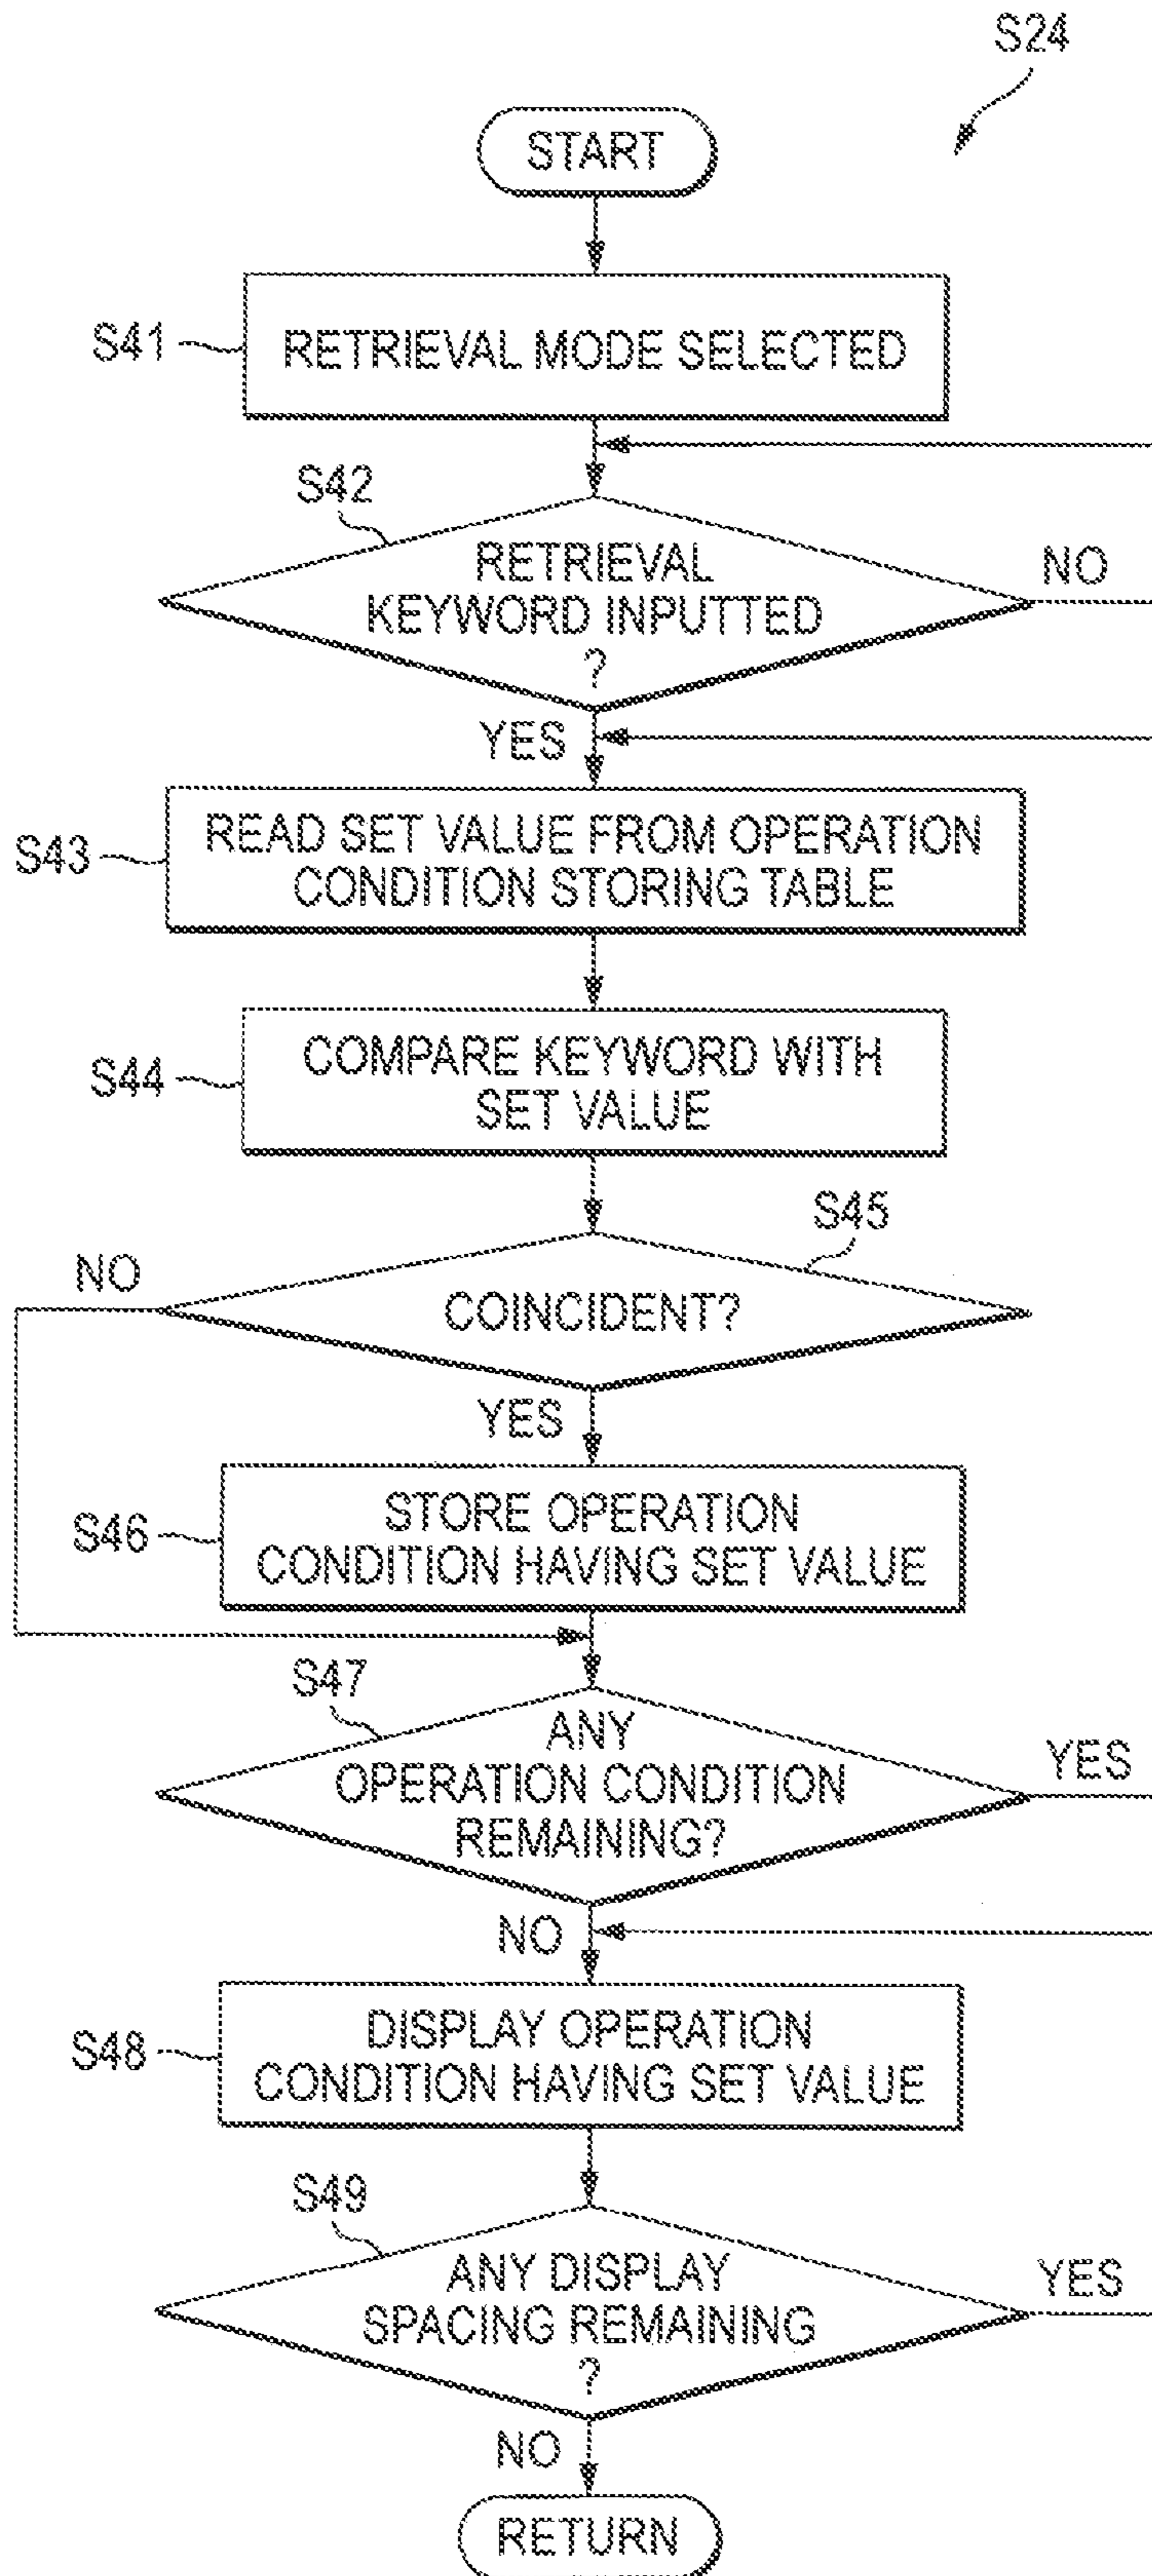 S24
START
S41
RETRIEVAL MODE SELECTED
S42
RETRIEVAL
KEYWORD INPUTTED
?
NO
YES
S43
READ SET VALUE FROM OPERATION
CONDITION STORING TABLE
S44
COMPARE KEYWORD WITH
SET VALUE
S45
NO
COINCIDENT?
YES
S46
STORE OPERATION
CONDITION HAVING SET VALUE
S47
ANY
OPERATION CONDITION
REMAINING?
YES
NO
S48
DISPLAY OPERATION
CONDITION HAVING SET VALUE
S49
ANY DISPLAY
SPACING REMAINING
?
YES
NO
RETURN